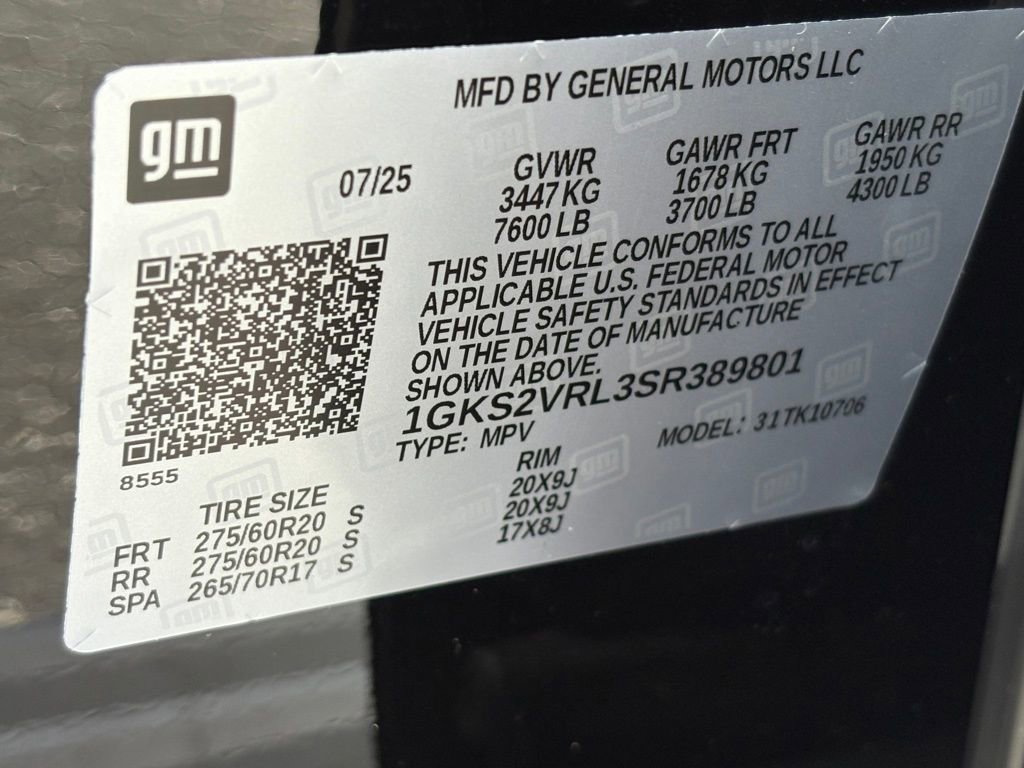 gm
MFD BY GENERAL MOTORS LLC
07/25
GVWR GAWR FRT GAWR RR
3447 KG 1678 KG 1950 KG
7600 LB 3700 LB 4300 LB
THIS VEHICLE CONFORMS TO ALL
APPLICABLE U.S. FEDERAL MOTOR
VEHICLE SAFETY STANDARDS IN EFFECT
ON THE DATE OF MANUFACTURE
SHOWN ABOVE.
1GKS2VRL3SR389801
TYPE: MPV MODEL: 31TK10706
8555
TIRE SIZE RIM
FRT 275/60R20 S 20X9J
RR 275/60R20 S 20X9J
SPA 265/70R17 S 17X8J